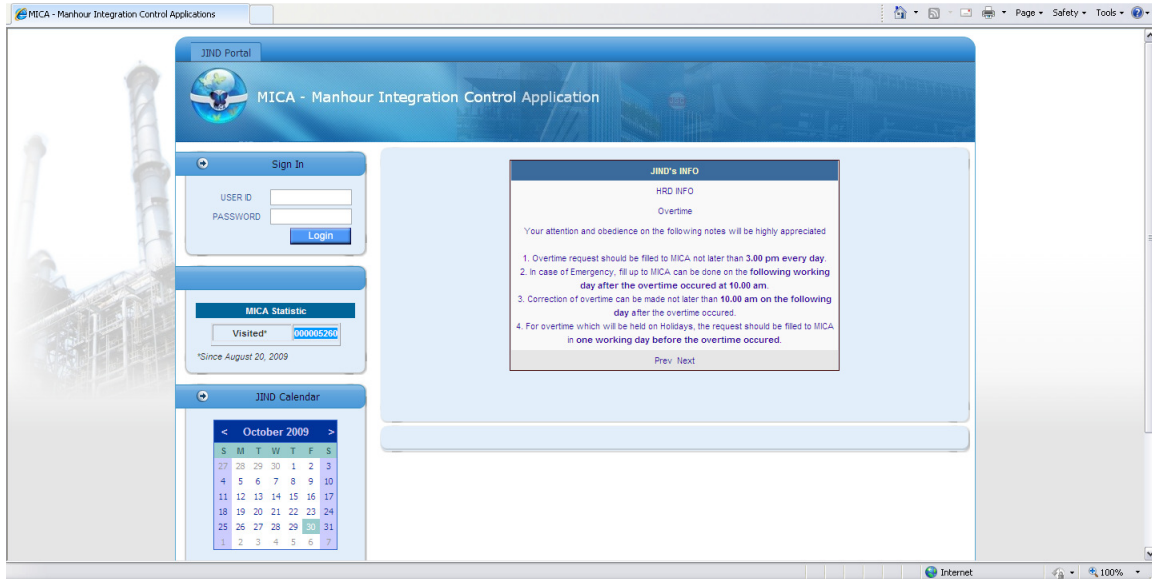 MICA - Manhour Integration Control Applications
Page
Safety
Tools
JIND Portal
MICA - Manhour Integration Control Application
Sign In
USER ID
PASSWORD
Login
MICA Statistic
Visited* 000005260
*Since August 20, 2009
JIND Calendar
< October 2009 >
S M T W T F S
27 28 29 30 1 2 3
4 5 6 7 8 9 10
11 12 13 14 15 16 17
18 19 20 21 22 23 24
25 26 27 28 29 30 31
1 2 3 4 5 6 7
JIND's INFO
HRD INFO
Overtime
Your attention and obedience on the following notes will be highly appreciated
1. Overtime request should be filled to MICA not later than 3.00 pm every day.
2. In case of Emergency, fill up to MICA can be done on the following working
day after the overtime occured at 10.00 am.
3. Correction of overtime can be made not later than 10.00 am on the following
day after the overtime occured.
4. For overtime which will be held on Holidays, the request should be filled to MICA
in one working day before the overtime occured.
Prev Next
Internet
100%